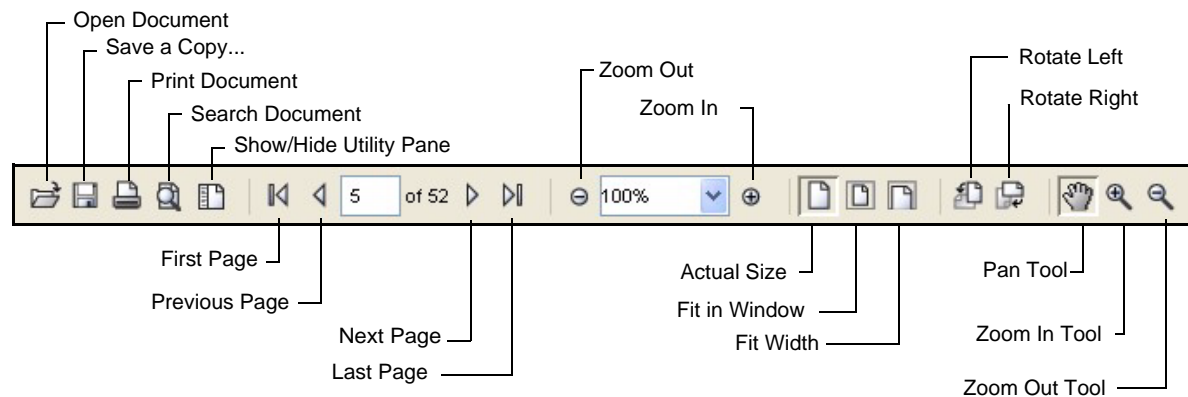 Open Document
Save a Copy...
Print Document
Search Document
Show/Hide Utility Pane
Zoom Out
Zoom In
Rotate Left
Rotate Right
5 of 52
100%
First Page
Previous Page
Next Page
Last Page
Actual Size
Fit in Window
Fit Width
Pan Tool
Zoom In Tool
Zoom Out Tool